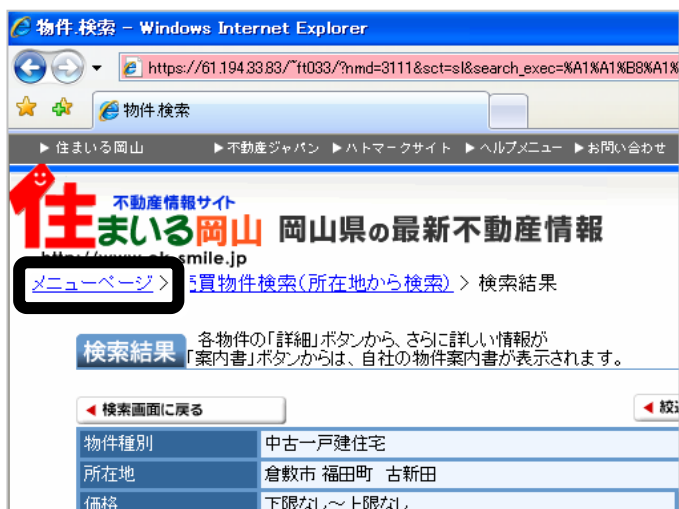 物件検索 - Windows Internet Explorer
https://61.194.33.83/~ft033/?nmd=3111&sct=sl&search_exec=%A1%A1%B8%A1%
物件検索
▶住まいる岡山 ▶不動産ジャパン ▶ハトマークサイト ▶ヘルプメニュー ▶お問い合わせ
不動産情報サイト
住まいる岡山 岡山県の最新不動産情報
smile.jp
メニューページ > 売買物件検索(所在地から検索) > 検索結果
検索結果 各物件の「詳細」ボタンから、さらに詳しい情報が
「案内書」ボタンからは、自社の物件案内書が表示されます。
◀ 検索画面に戻る ◀
物件種別 中古一戸建住宅
所在地 倉敷市 福田町 古新田
価格 下限なし~上限なし